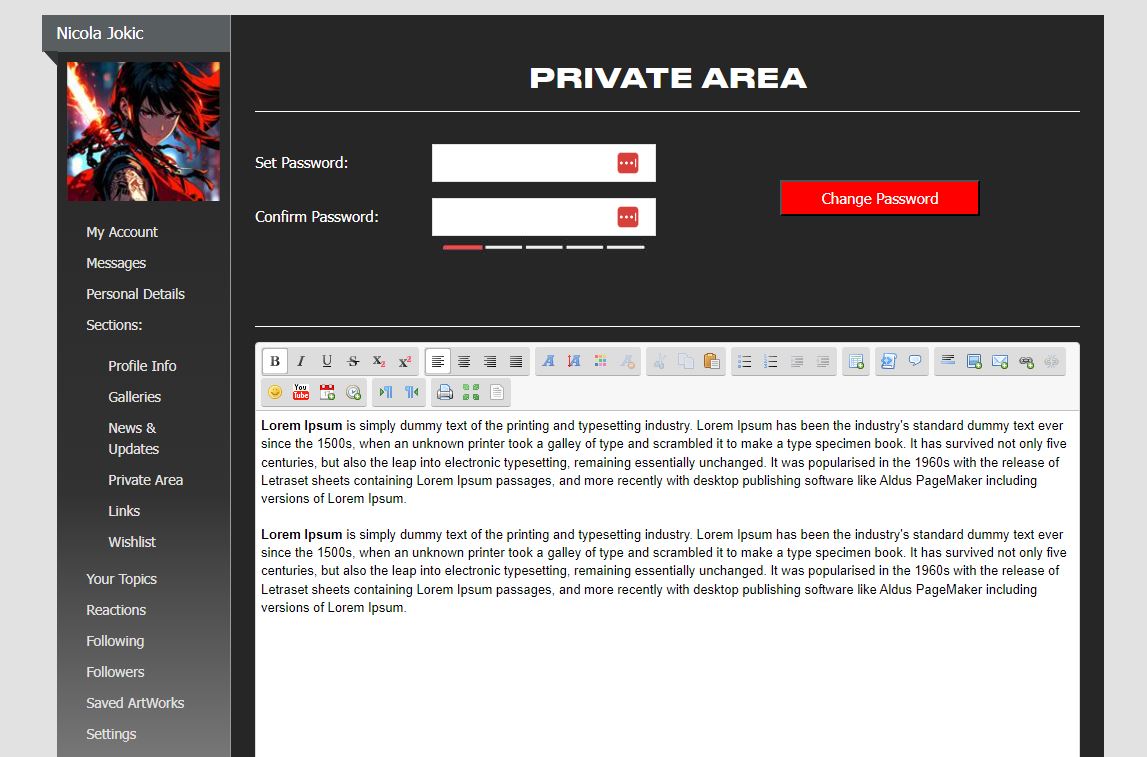 Nicola Jokic
PRIVATE AREA
Set Password:
Confirm Password:
Change Password
My Account
Messages
Personal Details
Sections:
Profile Info
Galleries
News &
Updates
Private Area
Links
Wishlist
Your Topics
Reactions
Following
Followers
Saved ArtWorks
Settings
B I U S X2 X2
You
Tube
Lorem Ipsum is simply dummy text of the printing and typesetting industry. Lorem Ipsum has been the industry's standard dummy text ever
since the 1500s, when an unknown printer took a galley of type and scrambled it to make a type specimen book. It has survived not only five
centuries, but also the leap into electronic typesetting, remaining essentially unchanged. It was popularised in the 1960s with the release of
Letraset sheets containing Lorem Ipsum passages, and more recently with desktop publishing software like Aldus PageMaker including
versions of Lorem Ipsum.
Lorem Ipsum is simply dummy text of the printing and typesetting industry. Lorem Ipsum has been the industry's standard dummy text ever
since the 1500s, when an unknown printer took a galley of type and scrambled it to make a type specimen book. It has survived not only five
centuries, but also the leap into electronic typesetting, remaining essentially unchanged. It was popularised in the 1960s with the release of
Letraset sheets containing Lorem Ipsum passages, and more recently with desktop publishing software like Aldus PageMaker including
versions of Lorem Ipsum.